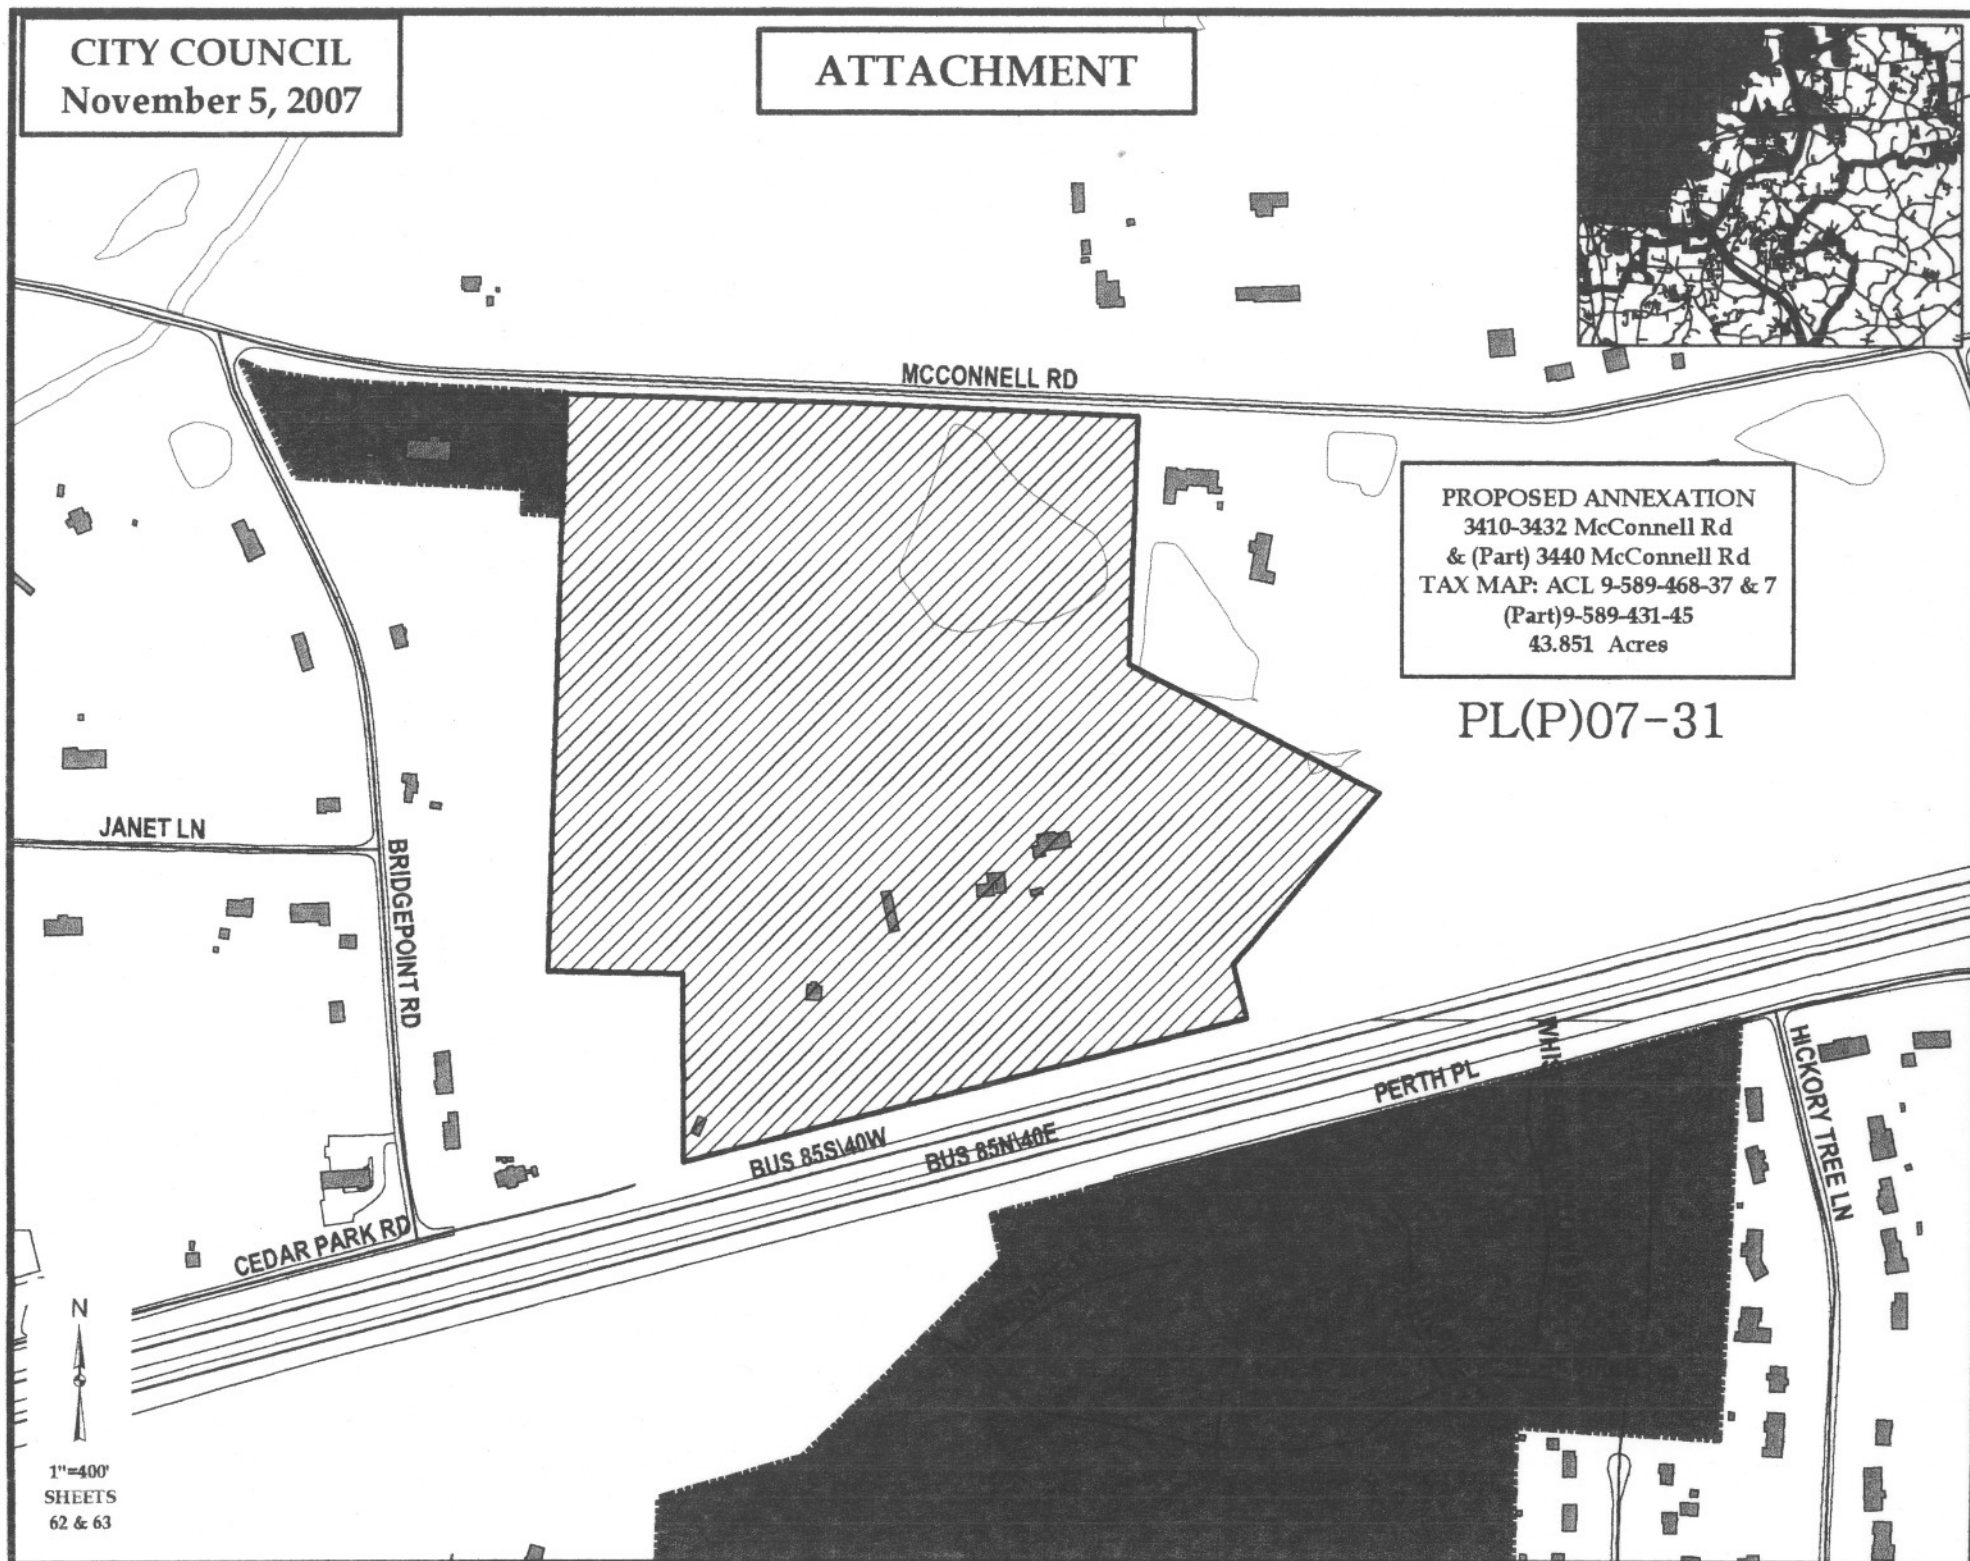 CITY COUNCIL
November 5, 2007
ATTACHMENT
MCCONNELL RD
PROPOSED ANNEXATION
3410-3432 McConnell Rd
& (Part) 3440 McConnell Rd
TAX MAP: ACL 9-589-468-37 & 7
(Part)9-589-431-45
43.851 Acres
PL(P)07-31
JANET LN
BRIDGEPOINT RD
HICKORY TREE LN
PERTH PL
BUS 85S\40W
BUS 85N\40E
CEDAR PARK RD
N
1"=400'
SHEETS
62 & 63